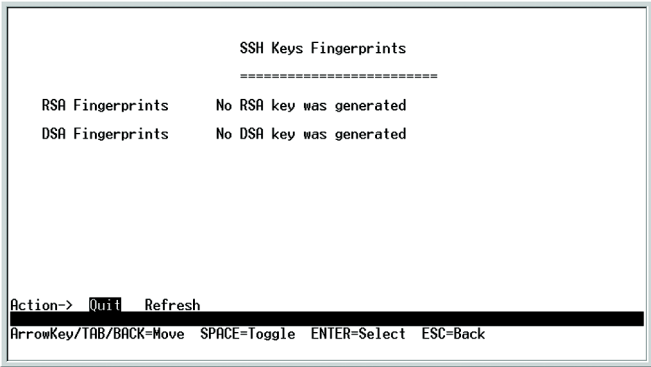 SSH Keys Fingerprints
=========================
RSA Fingerprints No RSA key was generated
DSA Fingerprints No DSA key was generated
Action-> Quit Refresh
ArrowKey/TAB/BACK=Move SPACE=Toggle ENTER=Select ESC=Back